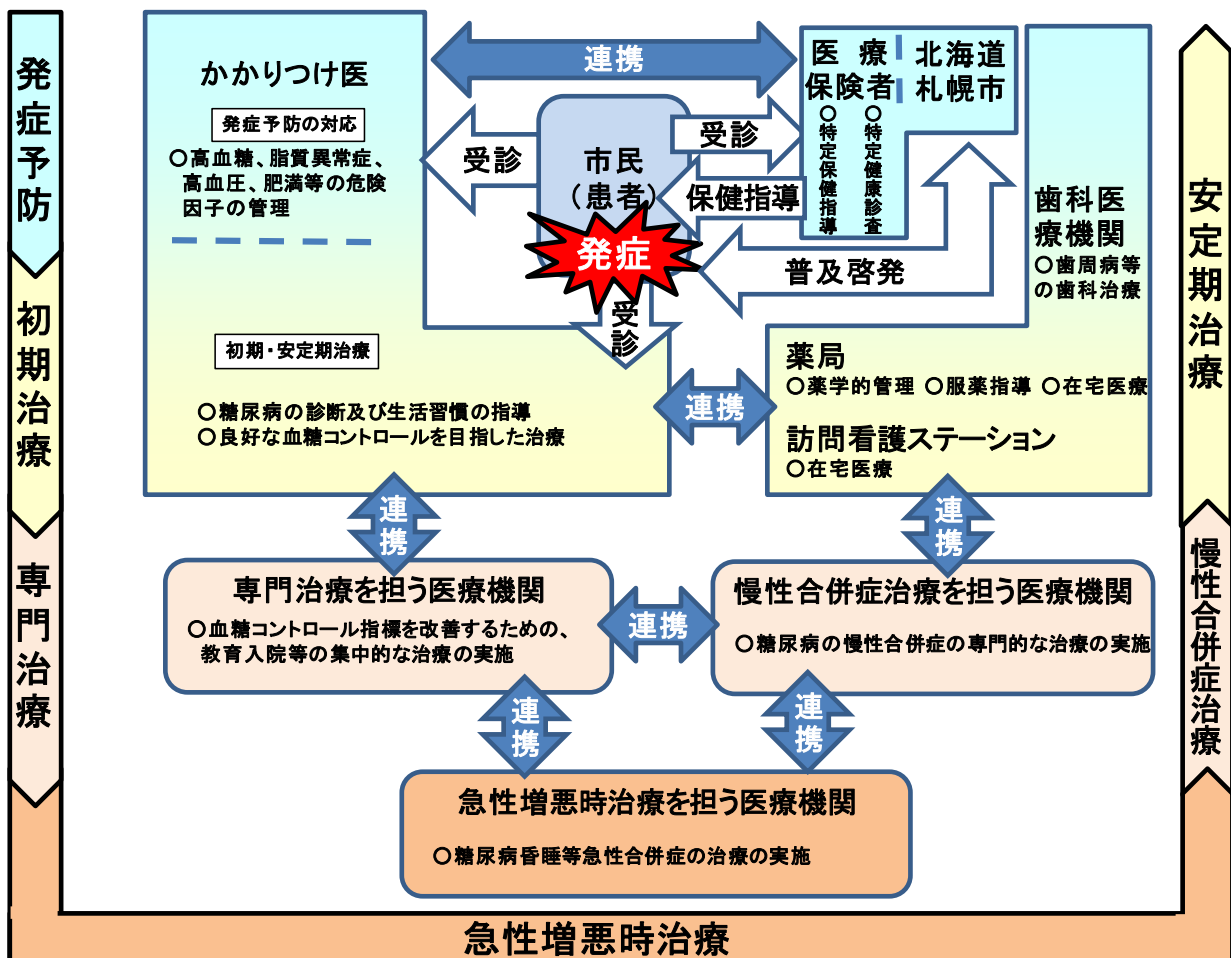 発症予防
初期治療
専門治療
かかりつけ医
発症予防の対応
○高血糖、脂質異常症、
高血圧、肥満等の危険
因子の管理
初期・安定期治療
○糖尿病の診断及び生活習慣の指導
○良好な血糖コントロールを目指した治療
連携
受診
市民
(患者)
発症
受診
受診
保健指導
普及啓発
医療
保険者
○特定健康診査
○特定保健指導
北海道
札幌市
歯科医
療機関
○歯周病等
の歯科治療
連携
薬局
○薬学的管理 ○服薬指導 ○在宅医療
訪問看護ステーション
○在宅医療
連携
連携
専門治療を担う医療機関
○血糖コントロール指標を改善するための、
教育入院等の集中的な治療の実施
連携
慢性合併症治療を担う医療機関
○糖尿病の慢性合併症の専門的な治療の実施
連携
連携
急性増悪時治療を担う医療機関
○糖尿病昏睡等急性合併症の治療の実施
安定期治療
慢性合併症治療
急性増悪時治療